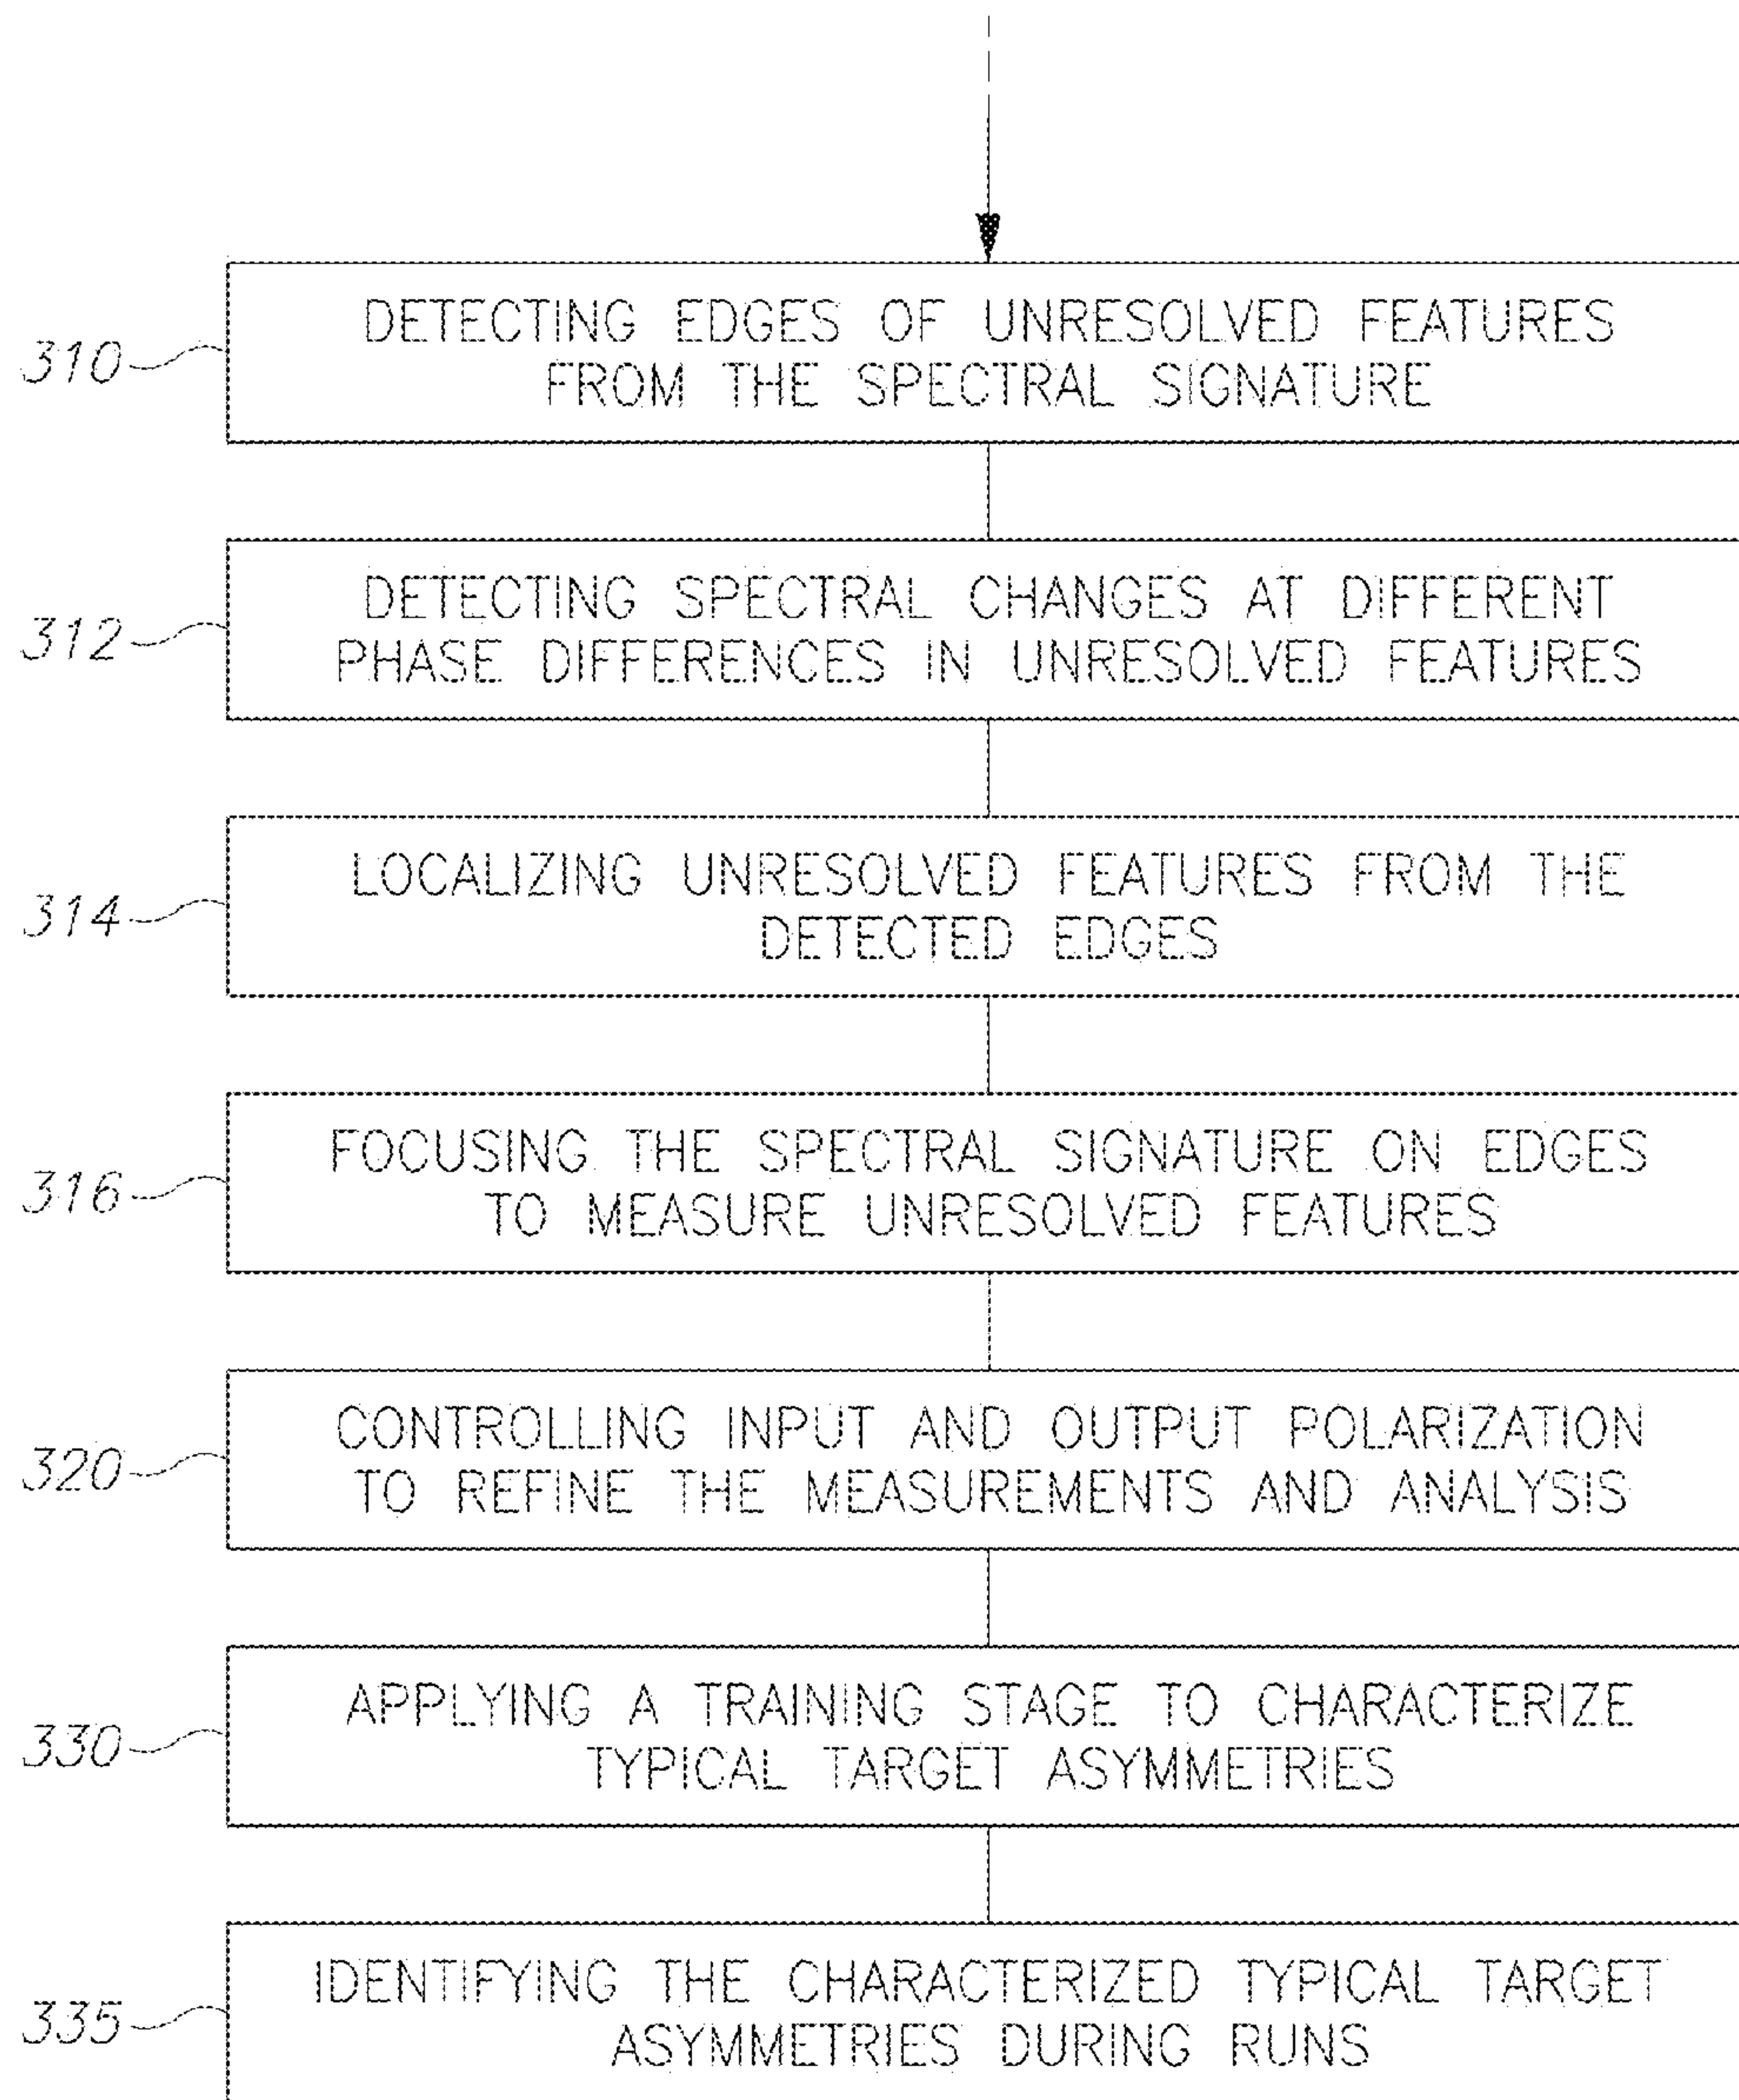 310
DETECTING EDGES OF UNRESOLVED FEATURES
FROM THE SPECTRAL SIGNATURE
312
DETECTING SPECTRAL CHANGES AT DIFFERENT
PHASE DIFFERENCES IN UNRESOLVED FEATURES
314
LOCALIZING UNRESOLVED FEATURES FROM THE
DETECTED EDGES
316
FOCUSING THE SPECTRAL SIGNATURE ON EDGES
TO MEASURE UNRESOLVED FEATURES
320
CONTROLLING INPUT AND OUTPUT POLARIZATION
TO REFINE THE MEASUREMENTS AND ANALYSIS
330
APPLYING A TRAINING STAGE TO CHARACTERIZE
TYPICAL TARGET ASYMMETRIES
335
IDENTIFYING THE CHARACTERIZED TYPICAL TARGET
ASYMMETRIES DURING RUNS